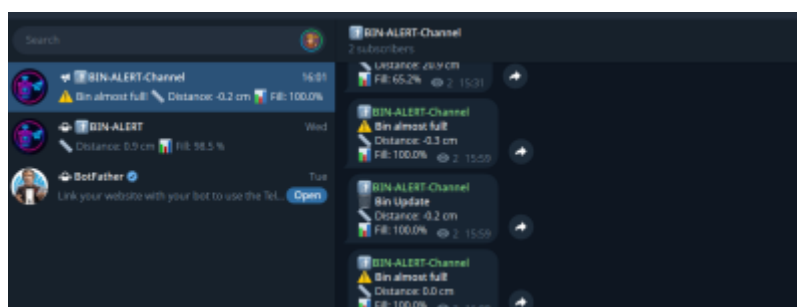 Search
BIN-ALERT-Channel 16:01
Bin almost full! Distance: -0.2 cm Fill: 100.0%
BIN-ALERT Wed
Distance: 0.9 cm Fill: 98.5 %
BotFather Tue
Link your website with your bot to use the Tel... Open
BIN-ALERT-Channel
2 subscribers
Distance: 20.9 cm
Fill: 65.2% 2 15:31
BIN-ALERT-Channel
Bin almost full!
Distance: -0.3 cm
Fill: 100.0% 2 15:59
BIN-ALERT-Channel
Bin Update
Distance: -0.2 cm
Fill: 100.0% 2 15:59
BIN-ALERT-Channel
Bin almost full!
Distance: 0.0 cm
Fill: 100.0% 2